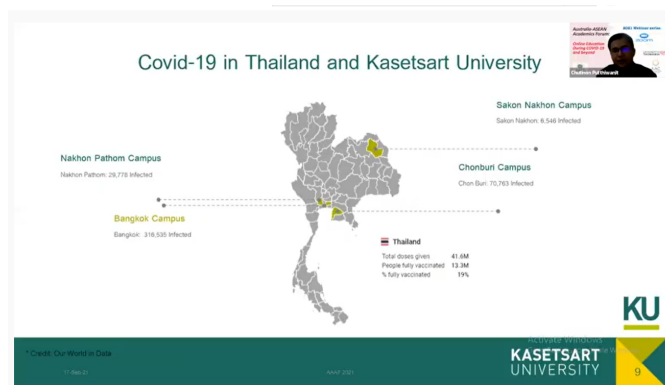 Covid-19 in Thailand and Kasetsart University
Australia-ASEAN
Academics Forum
Online Education
During COVID-19
and beyond
Sakon Nakhon Campus
Sakon Nakhon: 6,546 Infected
Nakhon Pathom Campus
Nakhon Pathom: 29,778 Infected
Chonburi Campus
Chon Buri: 70,763 Infected
Bangkok Campus
Bangkok: 316,535 Infected
Thailand
Total doses given 41.6M
People fully vaccinated 13.3M
% fully vaccinated 19%
KU
Activate Windows
* Credit: Our World in Data
KASETSART
UNIVERSITY
9